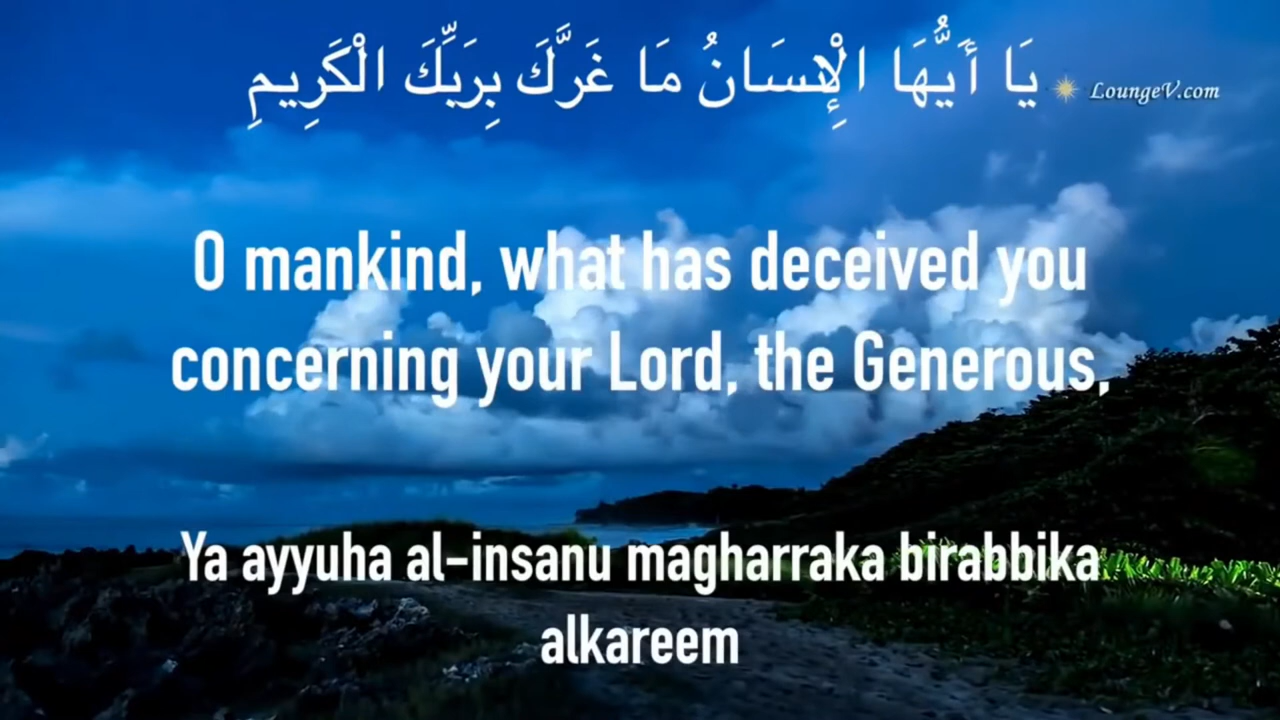 يَا أَيُّهَا الْإِنسَانُ مَا غَرَّكَ بِرَبِّكَ الْكَرِيمِ
LoungeV.com
O mankind, what has deceived you
concerning your Lord, the Generous,
Ya ayyuha al-insanu magharraka birabbika
alkareem